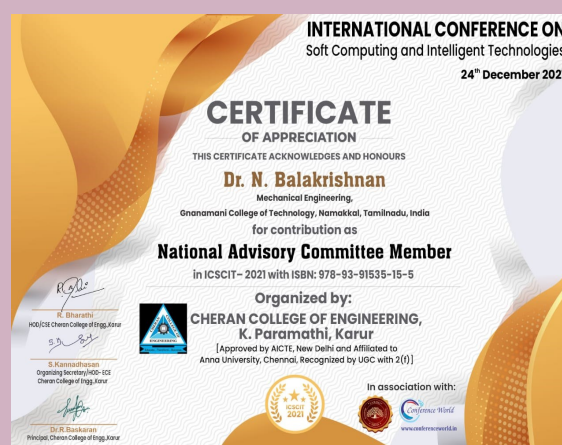 INTERNATIONAL CONFERENCE ON
Soft Computing and Intelligent Technologies
24th December 2021
CERTIFICATE
OF APPRECIATION
THIS CERTIFICATE ACKNOWLEDGES AND HONOURS
Dr. N. Balakrishnan
Mechanical Engineering,
Gnanamani College of Technology, Namakkal, Tamilnadu, India
for contribution as
National Advisory Committee Member
in ICSCIT- 2021 with ISBN: 978-93-91535-15-5
Organized by:
CHERAN COLLEGE OF ENGINEERING,
K. Paramathi, Karur
[Approved by AICTE, New Delhi and Affiliated to
Anna University, Chennai, Recognized by UGC with 2(f)]
R. Bharathi
HOD/CSE Cheran College of Engg.,Karur
S.Kannadhasan
Organizing Secretary/HOD- ECE
Cheran College of Engg.,Karur
Dr.R.Baskaran
Principal, Cheran College of Engg.,Karur
ENGINEERING
ICSCIT
2021
In association with:
Conference World
www.conferenceworld.in